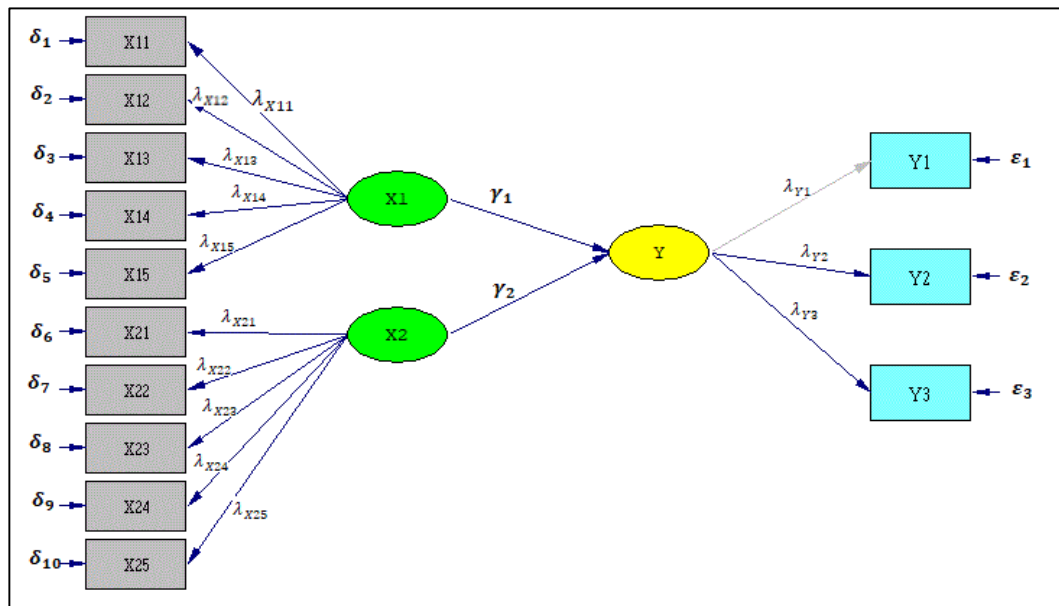 δ₁ X11
δ₂ X12
δ₃ X13
δ₄ X14
δ₅ X15
δ₆ X21
δ₇ X22
δ₈ X23
δ₉ X24
δ₁₀ X25
λX11
λX12
λX13
λX14
λX15
λX21
λX22
λX23
λX24
λX25
X1
X2
γ₁
γ₂
Y
λY1
λY2
λY3
Y1 ε₁
Y2 ε₂
Y3 ε₃